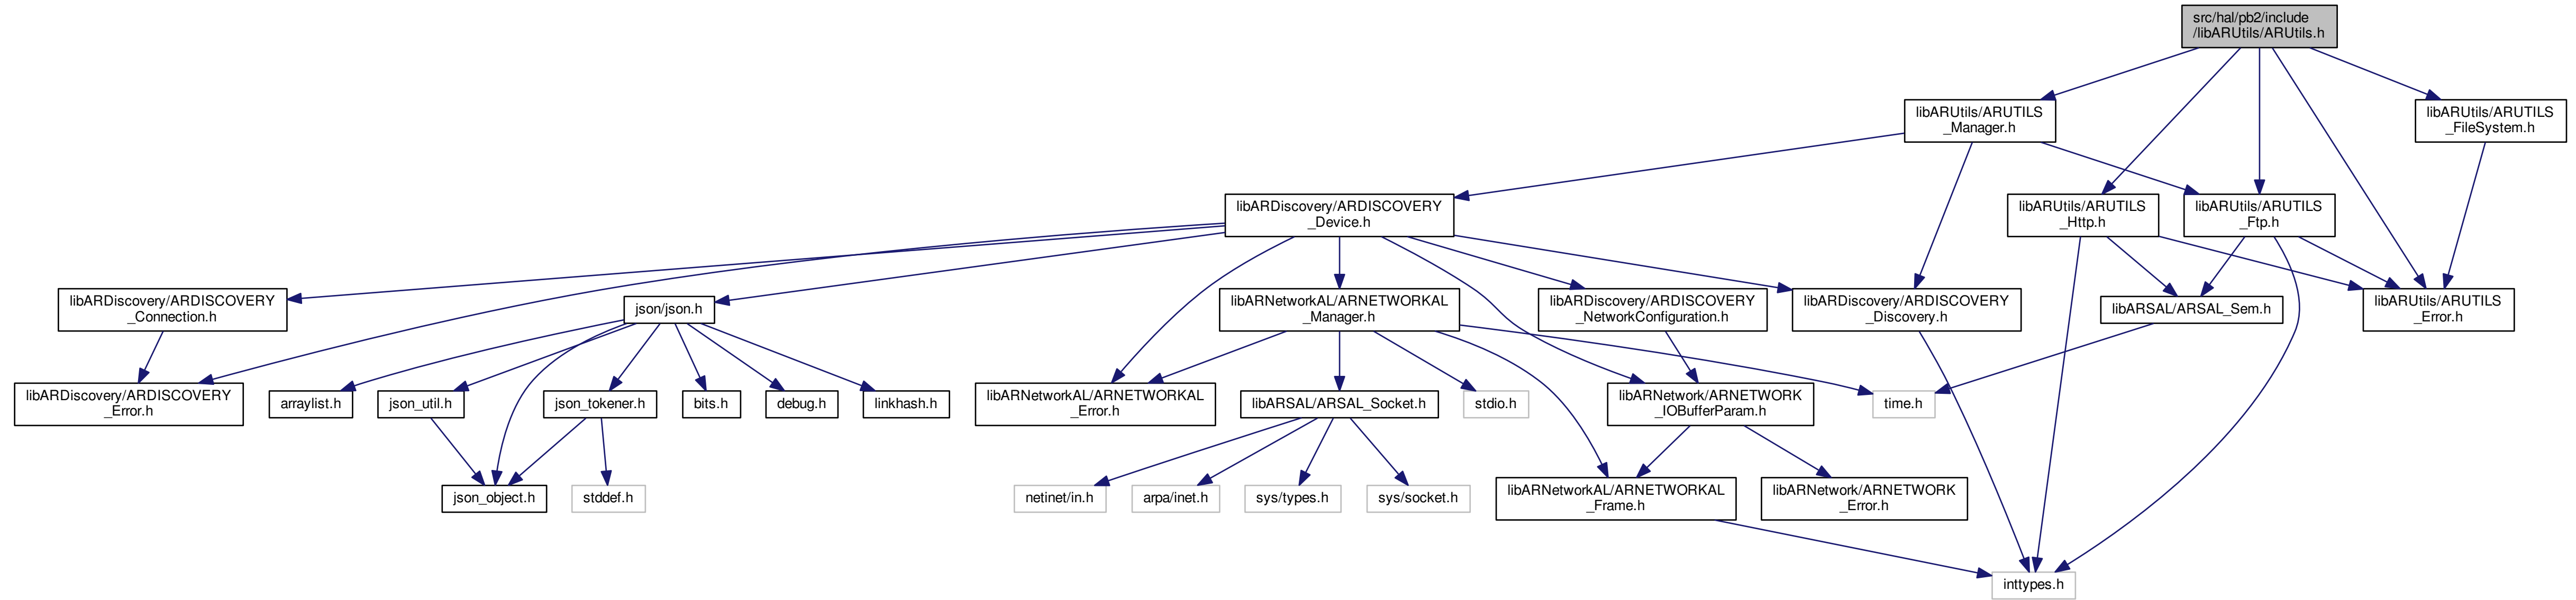 src/hal/pb2/include
/libARUtils/ARUtils.h
libARUtils/ARUTILS
_Manager.h
libARUtils/ARUTILS
_FileSystem.h
libARDiscovery/ARDISCOVERY
_Device.h
libARUtils/ARUTILS
_Http.h
libARUtils/ARUTILS
_Ftp.h
libARDiscovery/ARDISCOVERY
_Connection.h
json/json.h
libARNetworkAL/ARNETWORKAL
_Manager.h
libARDiscovery/ARDISCOVERY
_NetworkConfiguration.h
libARDiscovery/ARDISCOVERY
_Discovery.h
libARSAL/ARSAL_Sem.h
libARUtils/ARUTILS
_Error.h
libARDiscovery/ARDISCOVERY
_Error.h
arraylist.h
json_util.h
json_tokener.h
bits.h
debug.h
linkhash.h
libARNetworkAL/ARNETWORKAL
_Error.h
libARSAL/ARSAL_Socket.h
stdio.h
libARNetwork/ARNETWORK
_IOBufferParam.h
time.h
json_object.h
stddef.h
netinet/in.h
arpa/inet.h
sys/types.h
sys/socket.h
libARNetworkAL/ARNETWORKAL
_Frame.h
libARNetwork/ARNETWORK
_Error.h
inttypes.h